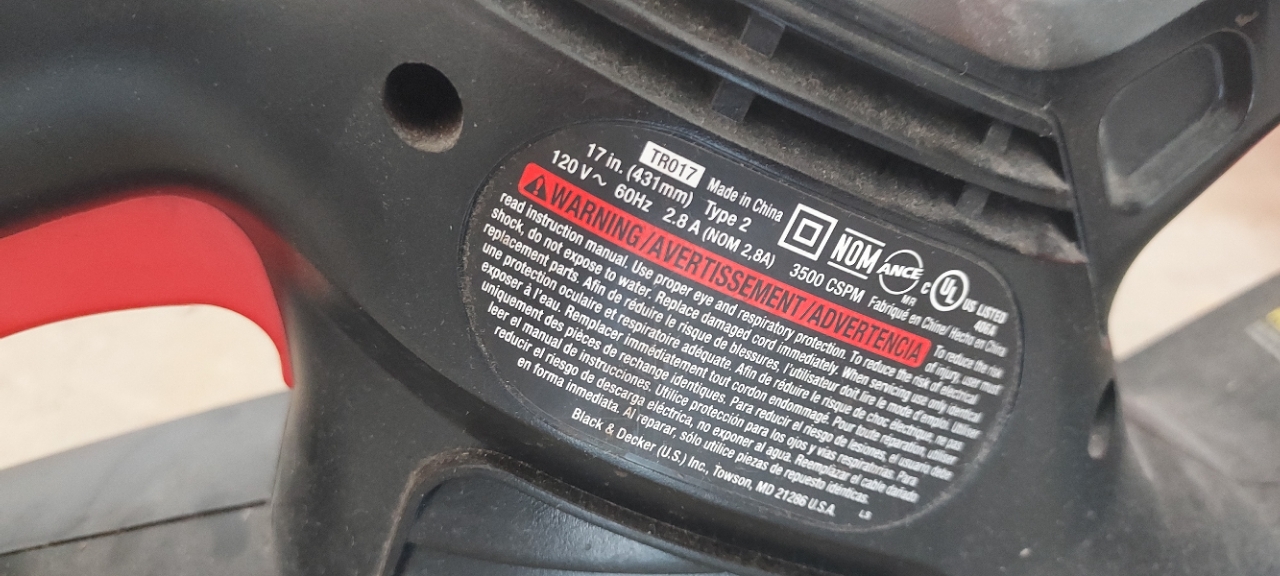 TR017 Made in China
17 in. (431mm) Type 2
120 V~ 60Hz 2.8 A (NOM 2,8A) 3500 CSPM Fabriqué en Chine/ Hecho en China
NOM ANCE MR C UL US LISTED 406A
WARNING/AVERTISSEMENT/ADVERTENCIA To reduce the risk of injury, user must
read instruction manual. Use proper eye and respiratory protection. To reduce the risk of electrical
shock, do not expose to water. Replace damaged cord immediately. When servicing use only identical
replacement parts. Afin de réduire le risque de blessures, l'utilisateur doit lire le mode d'emploi. Utiliser
une protection oculaire et respiratoire adéquate. Afin de réduire le risque de choc électrique, ne pas
exposer à l'eau. Remplacer immédiatement tout cordon endommagé. Pour toute réparation, utiliser
uniquement des pièces de rechange identiques. Para reducir el riesgo de lesiones, el usuario debe
leer el manual de instrucciones. Utilice protección para los ojos y vías respiratorias. Para
reducir el riesgo de descarga eléctrica, no exponer al agua. Reemplazar el cable dañado
en forma inmediata. Al reparar, sólo utilice piezas de repuesto idénticas.
Black & Decker (U.S.) Inc., Towson, MD 21286 U.S.A.